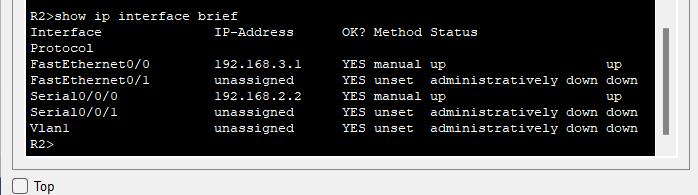 R2>show ip interface brief
Interface              IP-Address      OK? Method Status
Protocol
FastEthernet0/0        192.168.3.1     YES manual up                    up
FastEthernet0/1        unassigned      YES unset  administratively down down
Serial0/0/0            192.168.2.2     YES manual up                    up
Serial0/0/1            unassigned      YES unset  administratively down down
Vlan1                  unassigned      YES unset  administratively down down
R2>
Top